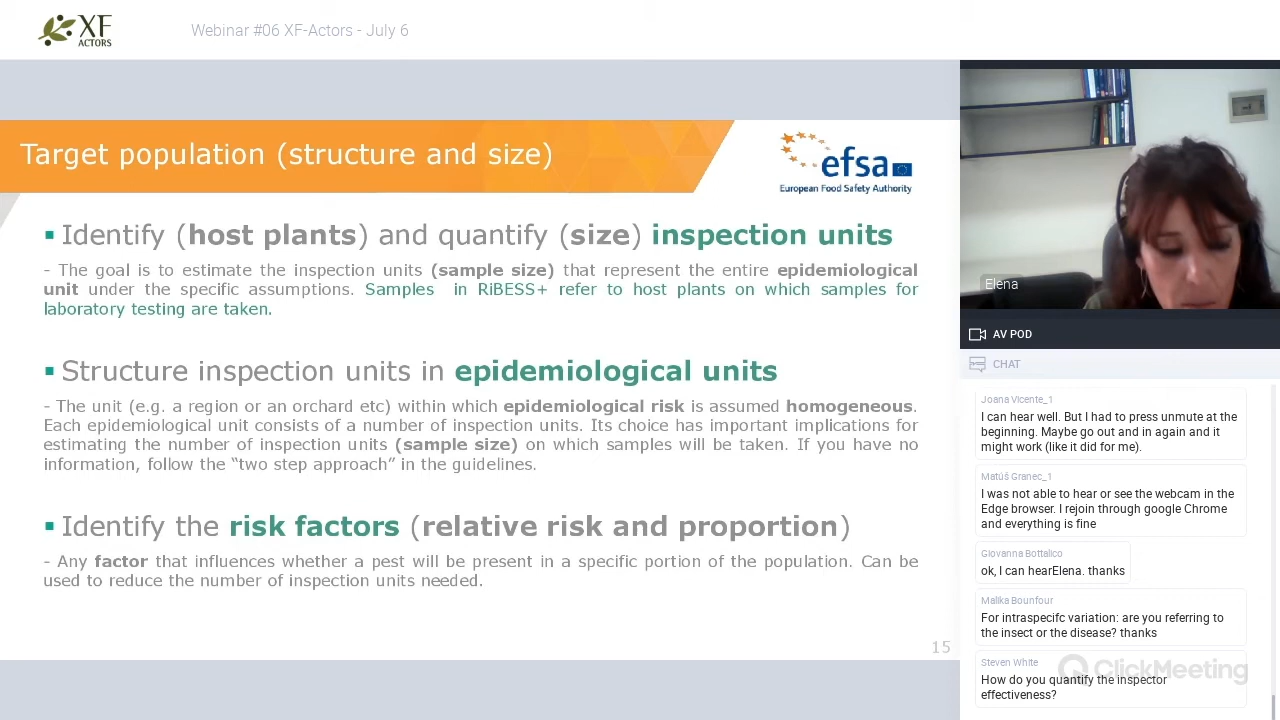 XF
ACTORS
Webinar #06 XF-Actors - July 6
Target population (structure and size)
efsa
European Food Safety Authority
▪ Identify (host plants) and quantify (size) inspection units
- The goal is to estimate the inspection units (sample size) that represent the entire epidemiological
unit under the specific assumptions. Samples in RiBESS+ refer to host plants on which samples for
laboratory testing are taken.
▪ Structure inspection units in epidemiological units
- The unit (e.g. a region or an orchard etc) within which epidemiological risk is assumed homogeneous.
Each epidemiological unit consists of a number of inspection units. Its choice has important implications for
estimating the number of inspection units (sample size) on which samples will be taken. If you have no
information, follow the “two step approach” in the guidelines.
▪ Identify the risk factors (relative risk and proportion)
- Any factor that influences whether a pest will be present in a specific portion of the population. Can be
used to reduce the number of inspection units needed.
15
Elena
AV POD
CHAT
Joana Vicente_1
I can hear well. But I had to press unmute at the
beginning. Maybe go out and in again and it
might work (like it did for me).
Matúš Granec_1
I was not able to hear or see the webcam in the
Edge browser. I rejoin through google Chrome
and everything is fine
Giovanna Bottalico
ok, I can hearElena. thanks
Malika Bounfour
For intraspecifc variation: are you referring to
the insect or the disease? thanks
Steven White
How do you quantify the inspector
effectiveness?
ClickMeeting